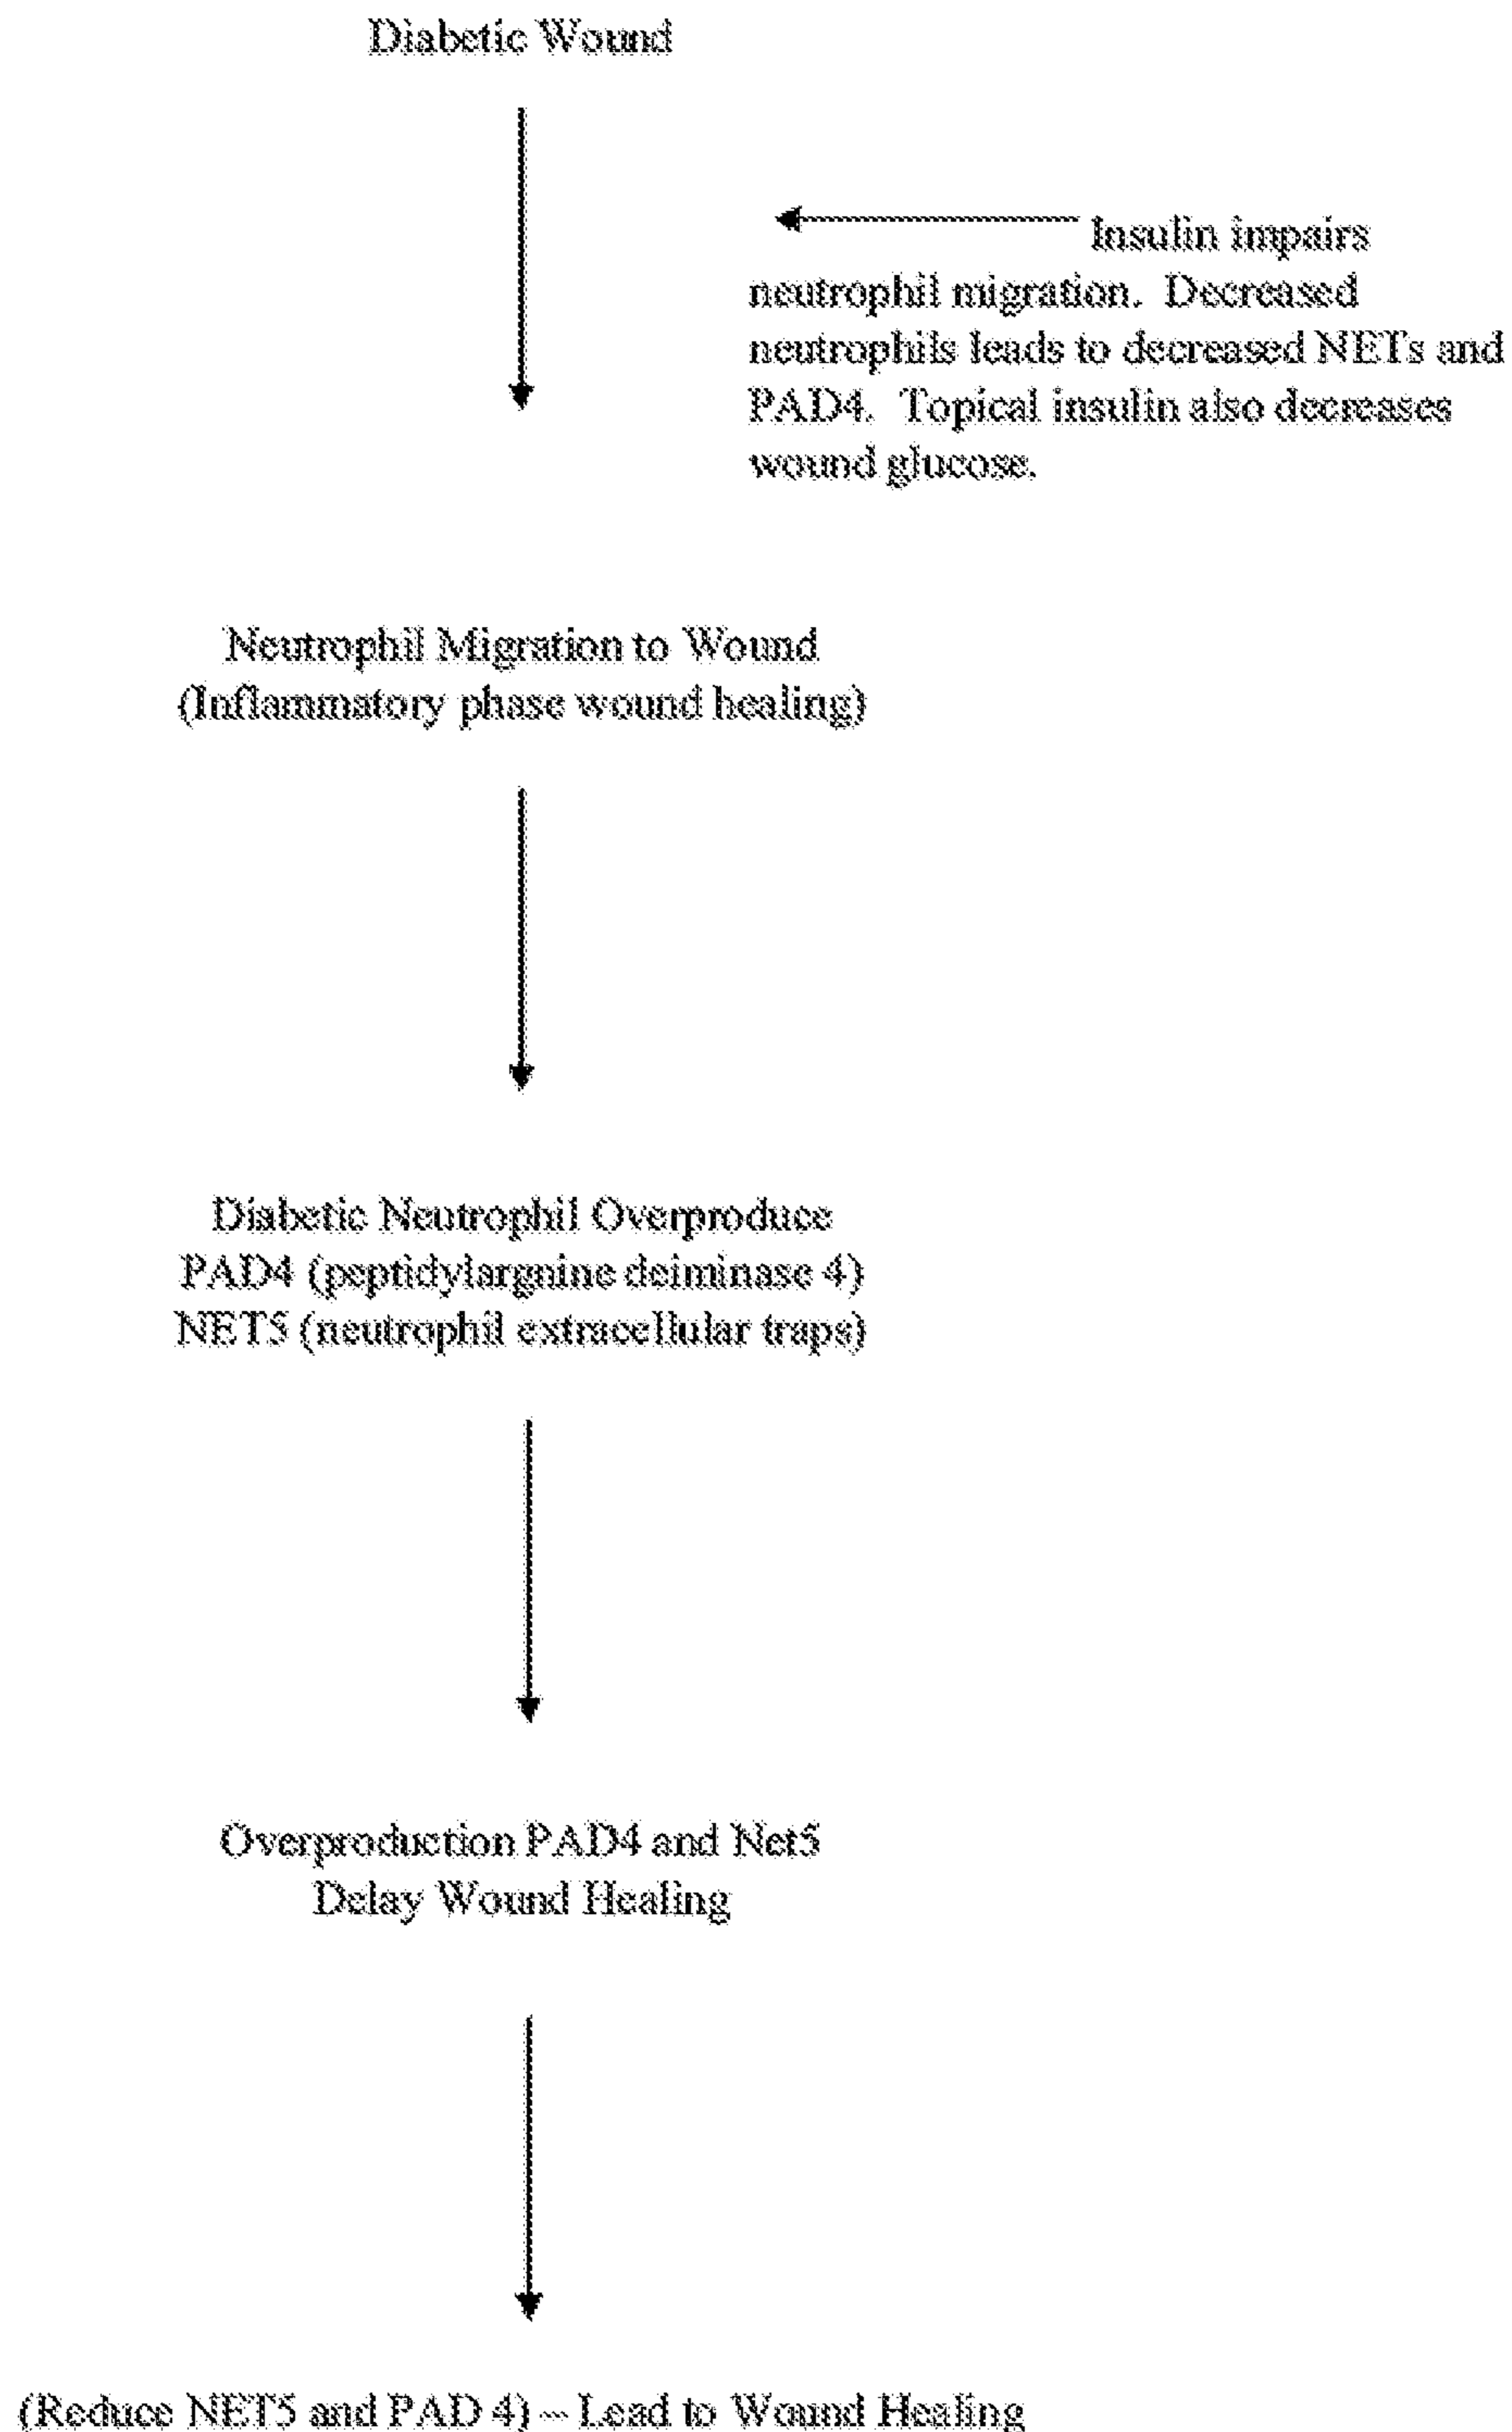 Diabetic Wound
Insulin impairs
neutrophil migration. Decreased
neutrophils leads to decreased NETs and
PAD4. Topical insulin also decreases
wound glucose.
Neutrophil Migration to Wound
(Inflammatory phase wound healing)
Diabetic Neutrophil Overproduce
PAD4 (peptidylargnine deiminase 4)
NET5 (neutrophil extracellular traps)
Overproduction PAD4 and Net5
Delay Wound Healing
(Reduce NET5 and PAD 4) -- Lead to Wound Healing